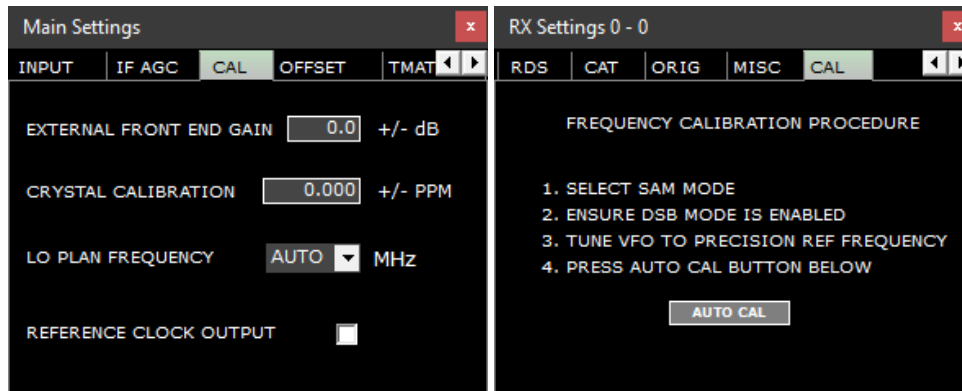 Main Settings
x
INPUT IF AGC CAL OFFSET TMAT
EXTERNAL FRONT END GAIN 0.0 +/- dB
CRYSTAL CALIBRATION 0.000 +/- PPM
LO PLAN FREQUENCY AUTO MHz
REFERENCE CLOCK OUTPUT
RX Settings 0 - 0
x
RDS CAT ORIG MISC CAL
FREQUENCY CALIBRATION PROCEDURE
1. SELECT SAM MODE
2. ENSURE DSB MODE IS ENABLED
3. TUNE VFO TO PRECISION REF FREQUENCY
4. PRESS AUTO CAL BUTTON BELOW
AUTO CAL